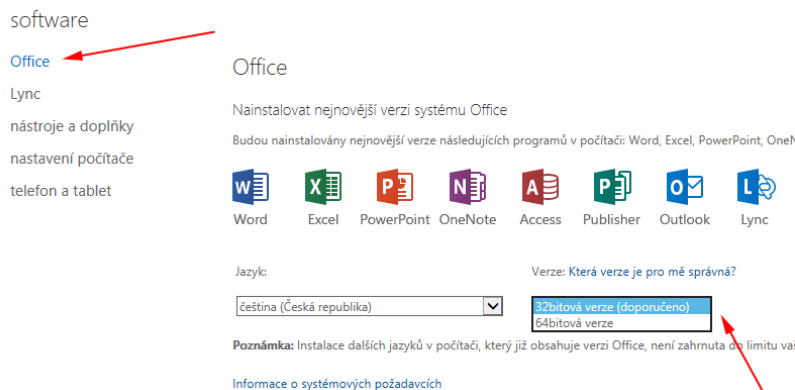 software
Office
Lync
nástroje a doplňky
nastavení počítače
telefon a tablet
Office
Nainstalovat nejnovější verzi systému Office
Budou nainstalovány nejnovější verze následujících programů v počítači: Word, Excel, PowerPoint, OneN
Word Excel PowerPoint OneNote Access Publisher Outlook Lync
Jazyk: Verze: Která verze je pro mě správná?
čeština (Česká republika) 32bitová verze (doporučeno)
64bitová verze
Poznámka: Instalace dalších jazyků v počítači, který již obsahuje verzi Office, není zahrnuta do limitu vaš
Informace o systémových požadavcích